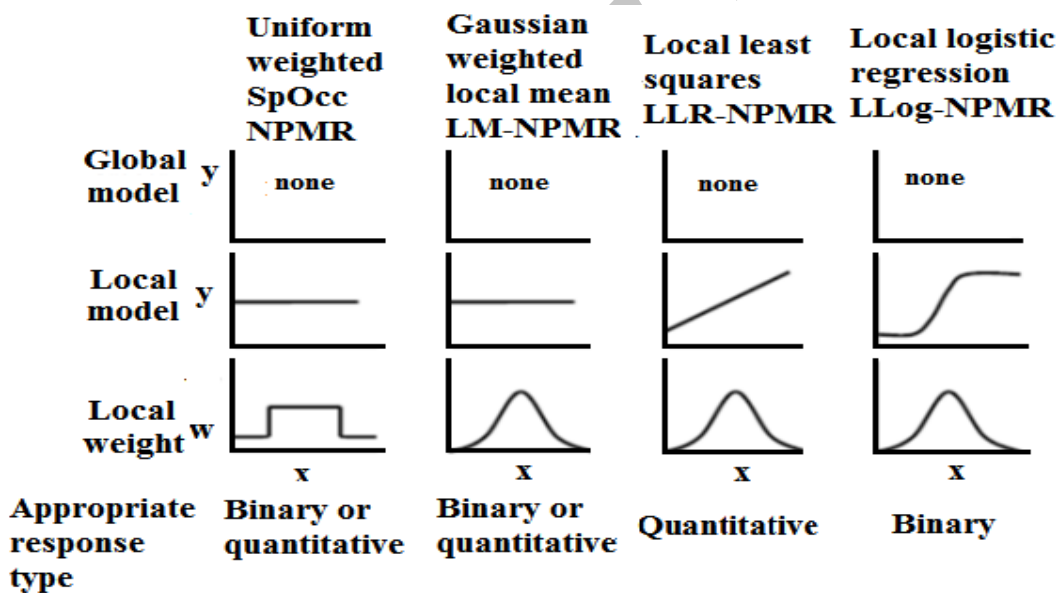 Uniform
weighted
SpOcc
NPMR
Gaussian
weighted
local mean
LM-NPMR
Local least
squares
LLR-NPMR
Local logistic
regression
LLog-NPMR
Global
model
y
none
none
none
none
Local
model
y
Local
weight
w
x
x
x
x
Appropriate
response
type
Binary or
quantitative
Binary or
quantitative
Quantitative
Binary